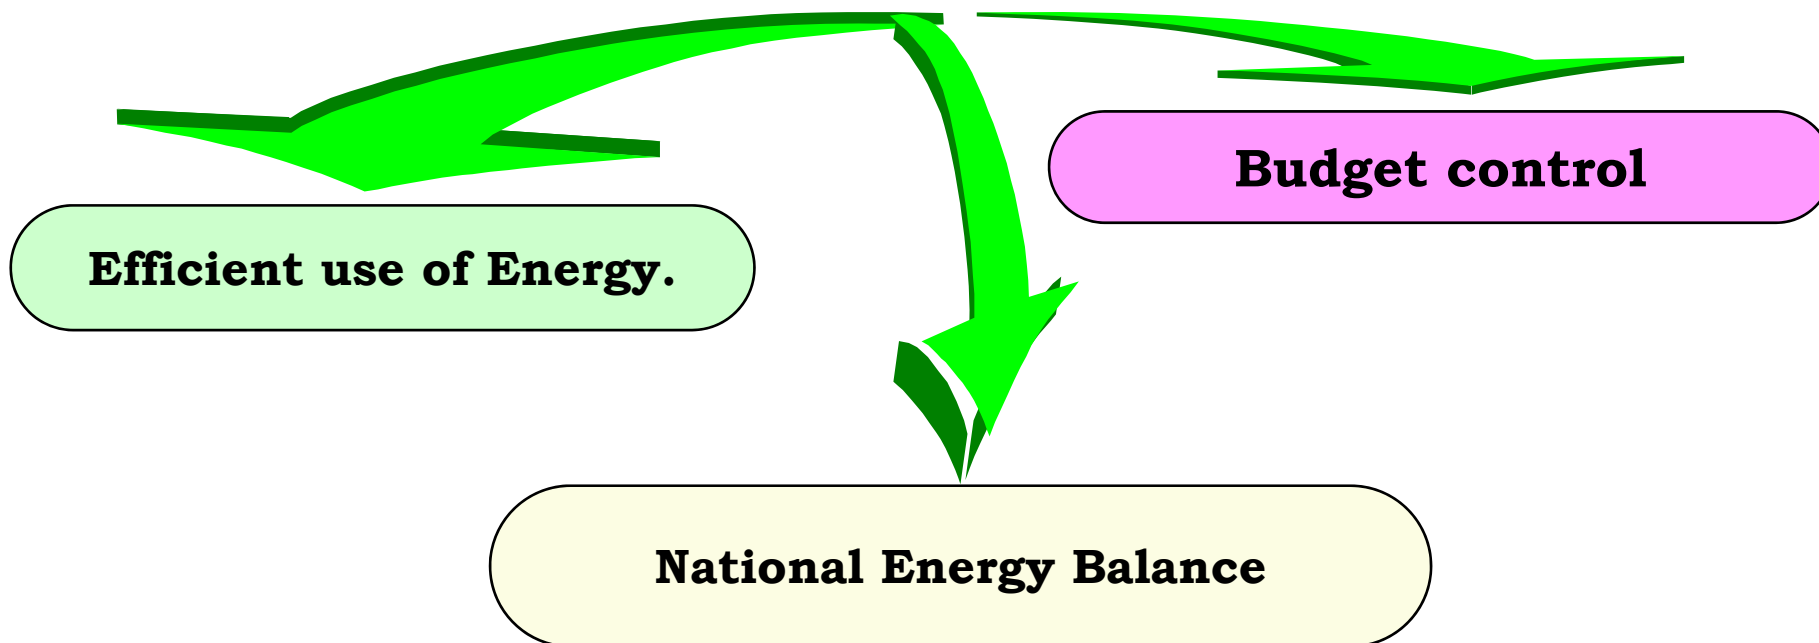 Budget control
Efficient use of Energy.
National Energy Balance